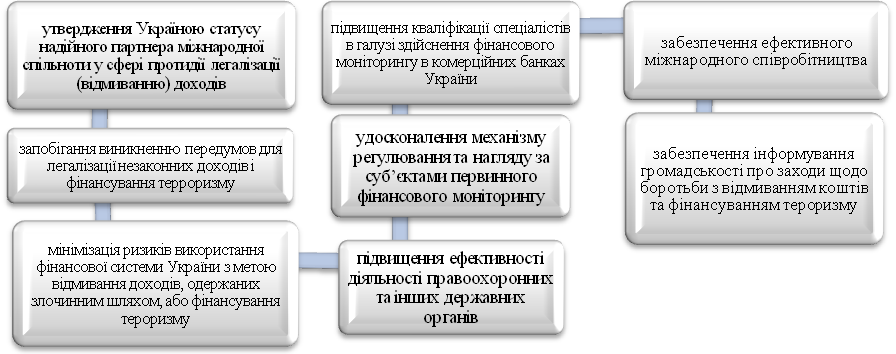 утвердження Україною статусу
надійного партнера міжнародної
спільноти у сфері протидії легалізації
(відмиванню) доходів
запобігання виникненню передумов для
легалізації незаконних доходів і
фінансування терроризму
мінімізація ризиків використання
фінансової системи України з метою
відмивання доходів, одержаних
злочинним шляхом, або фінансування
тероризму
підвищення ефективності
діяльності правоохоронних
та інших державних
органів
удосконалення механізму
регулювання та нагляду за
суб’єктами первинного
фінансового моніторингу
підвищення кваліфікації спеціалістів
в галузі здійснення фінансового
моніторингу в комерційних банках
України
забезпечення ефективного
міжнародного співробітництва
забезпечення інформування
громадськості про заходи щодо
боротьби з відмиванням коштів
та фінансуванням тероризму